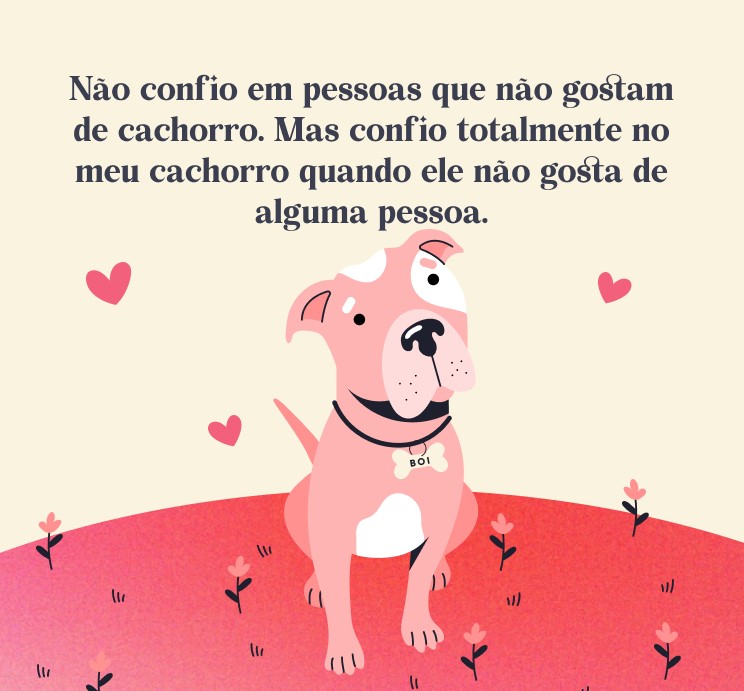 Não confio em pessoas que não gostam
de cachorro. Mas confio totalmente no
meu cachorro quando ele não gosta de
alguma pessoa.
BOI